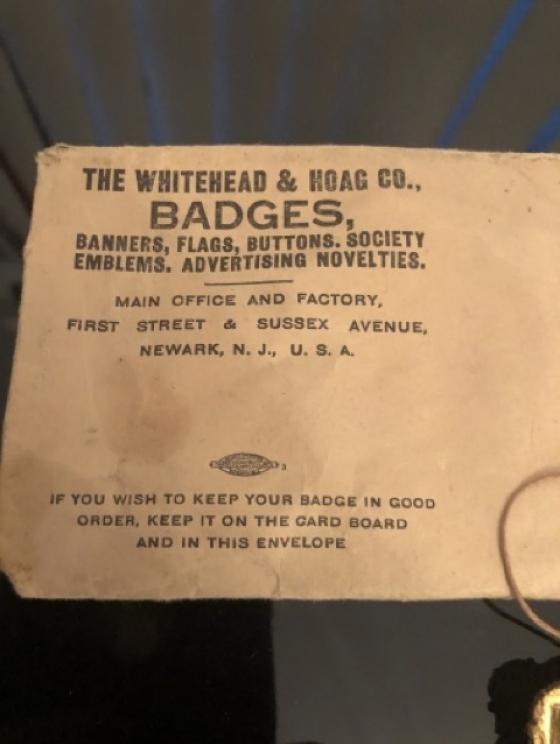 THE WHITEHEAD & HOAG CO.,
BADGES,
BANNERS, FLAGS, BUTTONS. SOCIETY
EMBLEMS. ADVERTISING NOVELTIES.
MAIN OFFICE AND FACTORY,
FIRST STREET & SUSSEX AVENUE,
NEWARK, N. J., U. S. A.
3
IF YOU WISH TO KEEP YOUR BADGE IN GOOD
ORDER, KEEP IT ON THE CARD BOARD
AND IN THIS ENVELOPE